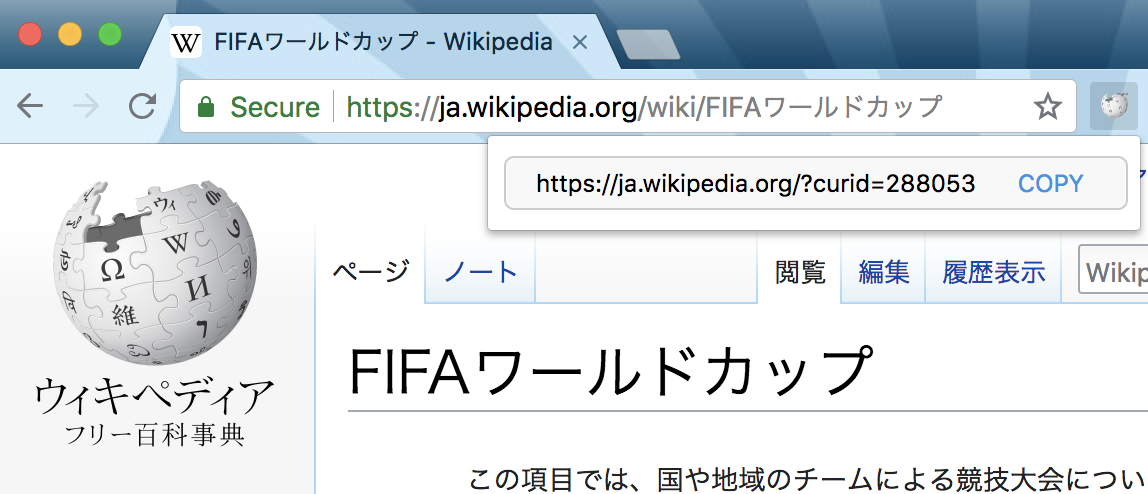 FIFAワールドカップ - Wikipedia
Secure https://ja.wikipedia.org/wiki/FIFAワールドカップ
https://ja.wikipedia.org/?curid=288053 COPY
ページ ノート 閲覧 編集 履歴表示 Wikip
ウィキペディア
フリー百科事典
FIFAワールドカップ
この項目では、国や地域のチームによる競技大会につい